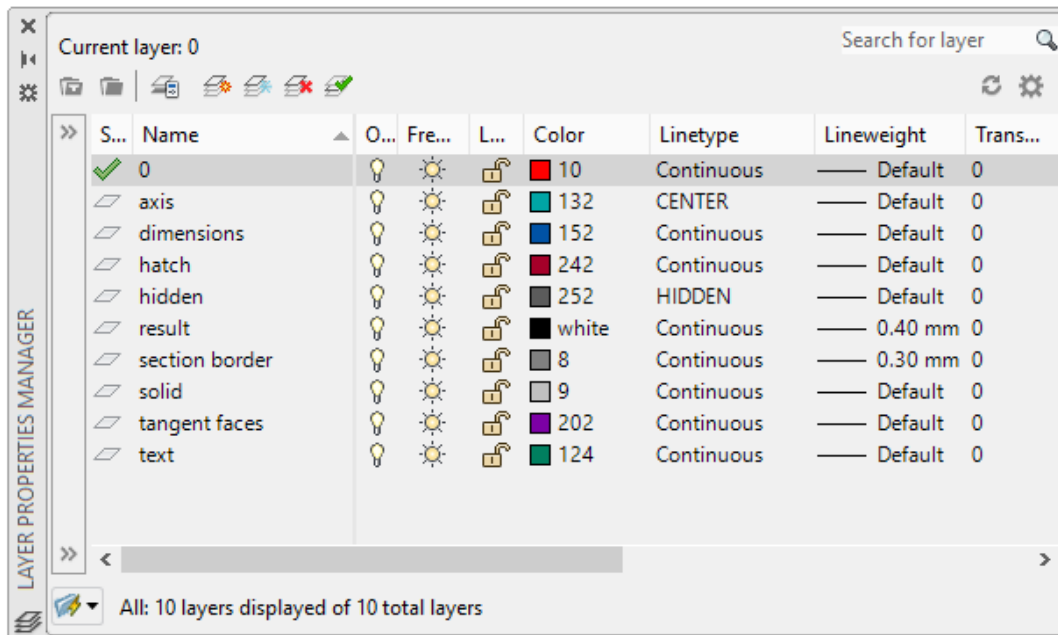 Current layer: 0
Search for layer
S... Name O... Fre... L... Color Linetype Lineweight Trans...
0 10 Continuous Default 0
axis 132 CENTER Default 0
dimensions 152 Continuous Default 0
hatch 242 Continuous Default 0
hidden 252 HIDDEN Default 0
result white Continuous 0.40 mm 0
section border 8 Continuous 0.30 mm 0
solid 9 Continuous Default 0
tangent faces 202 Continuous Default 0
text 124 Continuous Default 0
All: 10 layers displayed of 10 total layers
LAYER PROPERTIES MANAGER